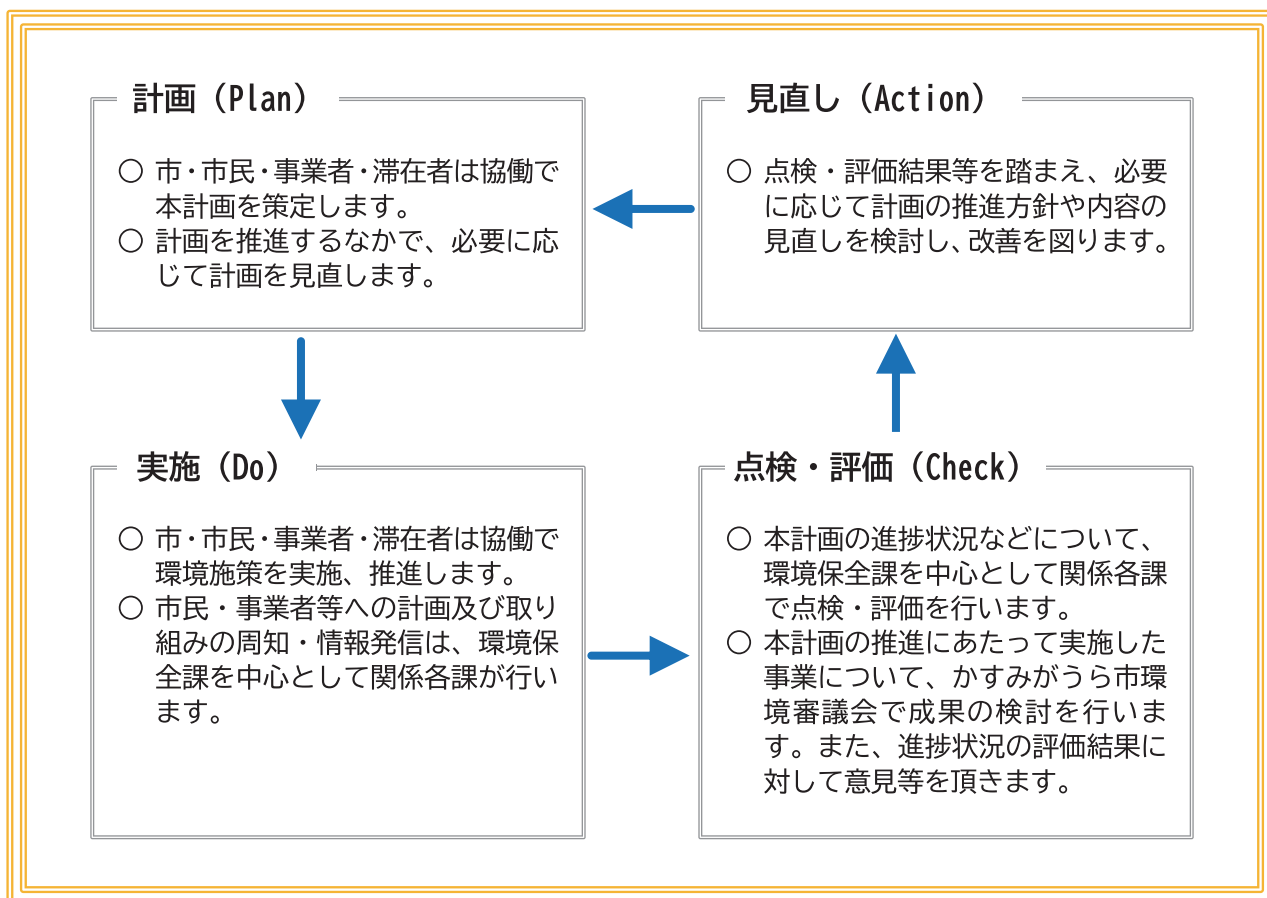 計画（Plan）
○ 市・市民・事業者・滞在者は協働で
本計画を策定します。
○ 計画を推進するなかで、必要に応
じて計画を見直します。
見直し（Action）
○ 点検・評価結果等を踏まえ、必要
に応じて計画の推進方針や内容の
見直しを検討し、改善を図ります。
実施（Do）
○ 市・市民・事業者・滞在者は協働で
環境施策を実施、推進します。
○ 市民・事業者等への計画及び取り
組みの周知・情報発信は、環境保
全課を中心として関係各課が行い
ます。
点検・評価（Check）
○ 本計画の進捗状況などについて、
環境保全課を中心として関係各課
で点検・評価を行います。
○ 本計画の推進にあたって実施した
事業について、かすみがうら市環
境審議会で成果の検討を行いま
す。また、進捗状況の評価結果に
対して意見等を頂きます。